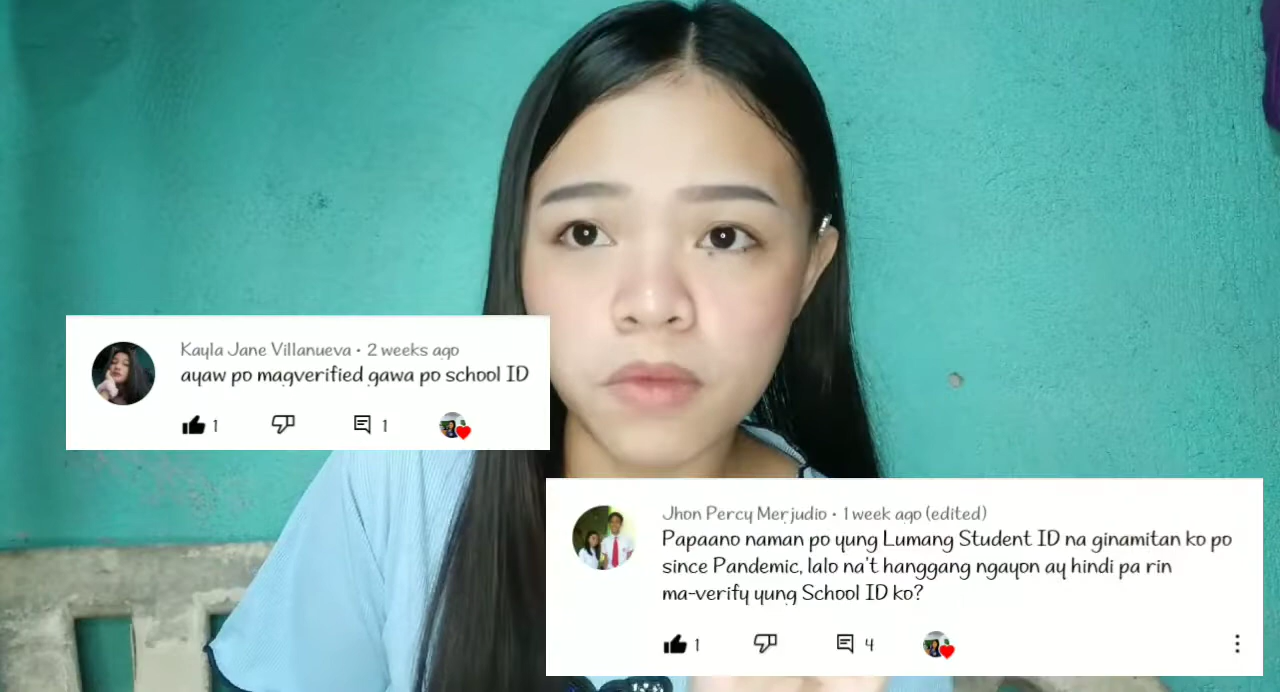 Kayla Jane Villanueva • 2 weeks ago
ayaw po magverified gawa po school ID
1
1
Jhon Percy Merjudio • 1 week ago (edited)
Papaano naman po yung Lumang Student ID na ginamitan ko po
since Pandemic, lalo na't hanggang ngayon ay hindi pa rin
ma-verify yung School ID ko?
1
4